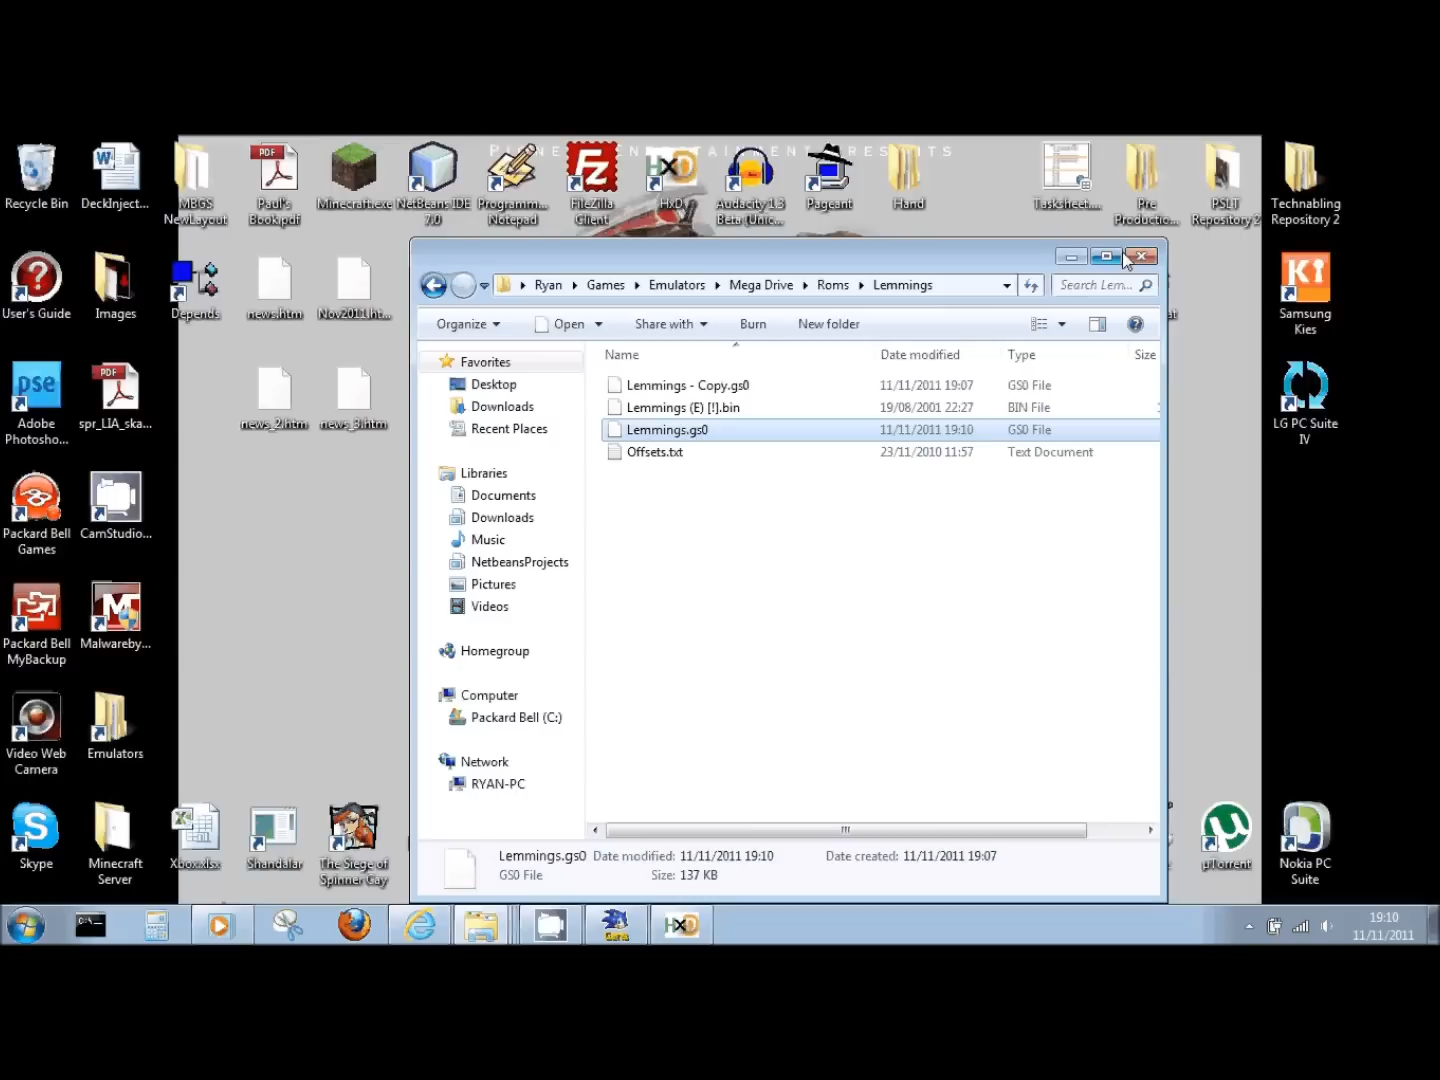 P ENTERTAINMENT PRESENTS
Recycle Bin
DeckInject...
MBGS
NewLayout
Paul's
Book.pdf
Minecraft.exe
NetBeans IDE
7.0
Programm...
Notepad
FileZilla
Client
HxD
Audacity 1.3
Beta (Unic...
Pageant
Hand
Tasksheet....
Pre
Productio...
PSLT
Repository 2
Technabling
Repository 2
User's Guide
Images
Depends
news.htm
Nov2011.ht...
Samsung
Kies
Adobe
Photosho...
spr_LIA_ska...
news_2.htm
news_3.htm
LG PC Suite
IV
Packard Bell
Games
CamStudio...
Packard Bell
MyBackup
Malwareby...
Video Web
Camera
Emulators
Skype
Minecraft
Server
Xbox.xlsx
Shandalar
The Siege of
Spinner Cay
µTorrent
Nokia PC
Suite
Ryan Games Emulators Mega Drive Roms Lemmings
Search Lem...
Organize Open Share with Burn New folder
Name Date modified Type Size
Lemmings - Copy.gs0 11/11/2011 19:07 GS0 File
Lemmings (E) [!].bin 19/08/2001 22:27 BIN File
Lemmings.gs0 11/11/2011 19:10 GS0 File
Offsets.txt 23/11/2010 11:57 Text Document
Favorites
Desktop
Downloads
Recent Places
Libraries
Documents
Downloads
Music
NetbeansProjects
Pictures
Videos
Homegroup
Computer
Packard Bell (C:)
Network
RYAN-PC
Lemmings.gs0 Date modified: 11/11/2011 19:10 Date created: 11/11/2011 19:07
GS0 File Size: 137 KB
19:10
11/11/2011